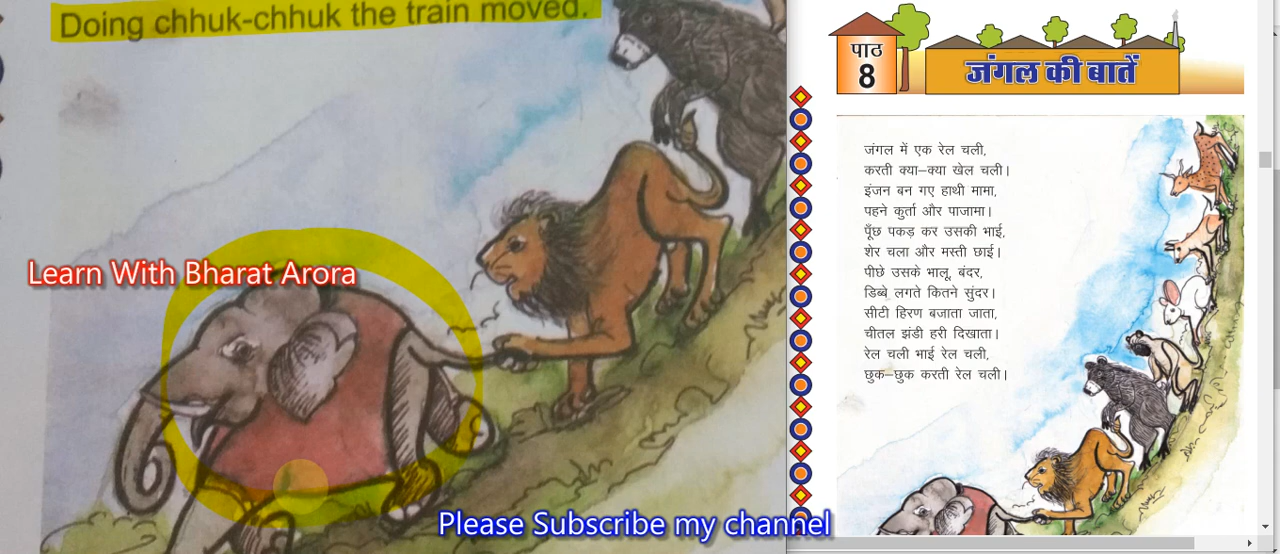 Doing chhuk-chhuk the train moved.
Learn With Bharat Arora
Please Subscribe my channel
पाठ
8
जंगल की बातें
जंगल में एक रेल चली,
करती क्या–क्या खेल चली।
इंजन बन गए हाथी मामा,
पहने कुर्ता और पाजामा।
पूँछ पकड़ कर उसकी भाई,
शेर चला और मस्ती छाई।
पीछे उसके भालू, बंदर,
डिब्बे लगते कितने सुंदर।
सीटी हिरण बजाता जाता,
चीतल झंडी हरी दिखाता।
रेल चली भाई रेल चली,
छुक–छुक करती रेल चली।